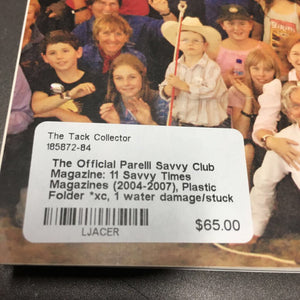 The Tack Collector
185872-84
The Official Parelli Savvy Club
Magazine: 11 Savvy Times
Magazines (2004-2007), Plastic
Folder *xc, 1 water damage/stuck
$65.00
LJACER